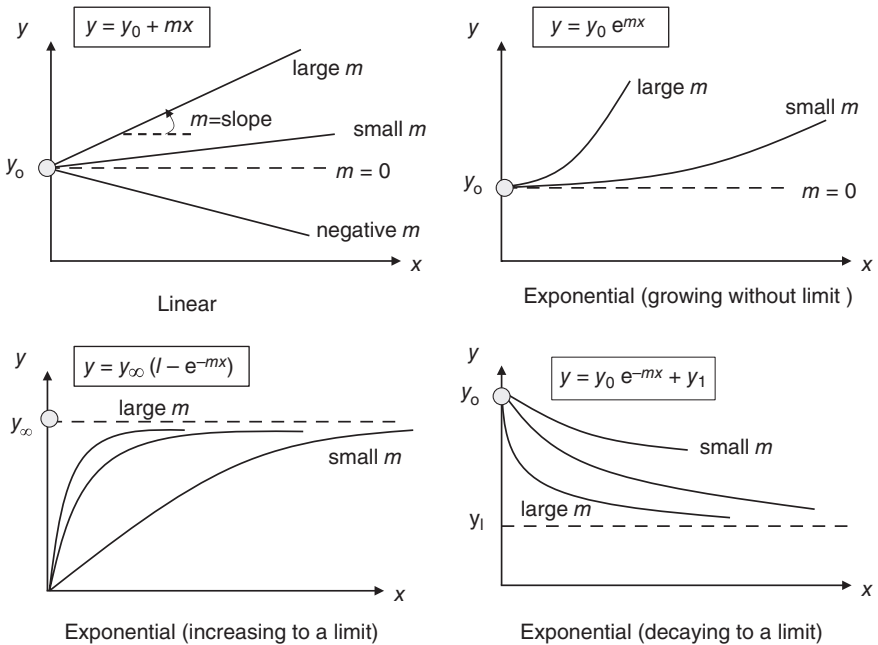 y
y = y₀ + mx
large m
m=slope
small m
yₒ
m = 0
negative m
x
Linear
y
y = y₀ eᵐˣ
large m
small m
yₒ
m = 0
x
Exponential (growing without limit )
y
y = y∞ (l – e⁻ᵐˣ)
large m
y∞
small m
x
Exponential (increasing to a limit)
y
y = y₀ e⁻ᵐˣ + y₁
yₒ
small m
large m
yₗ
x
Exponential (decaying to a limit)